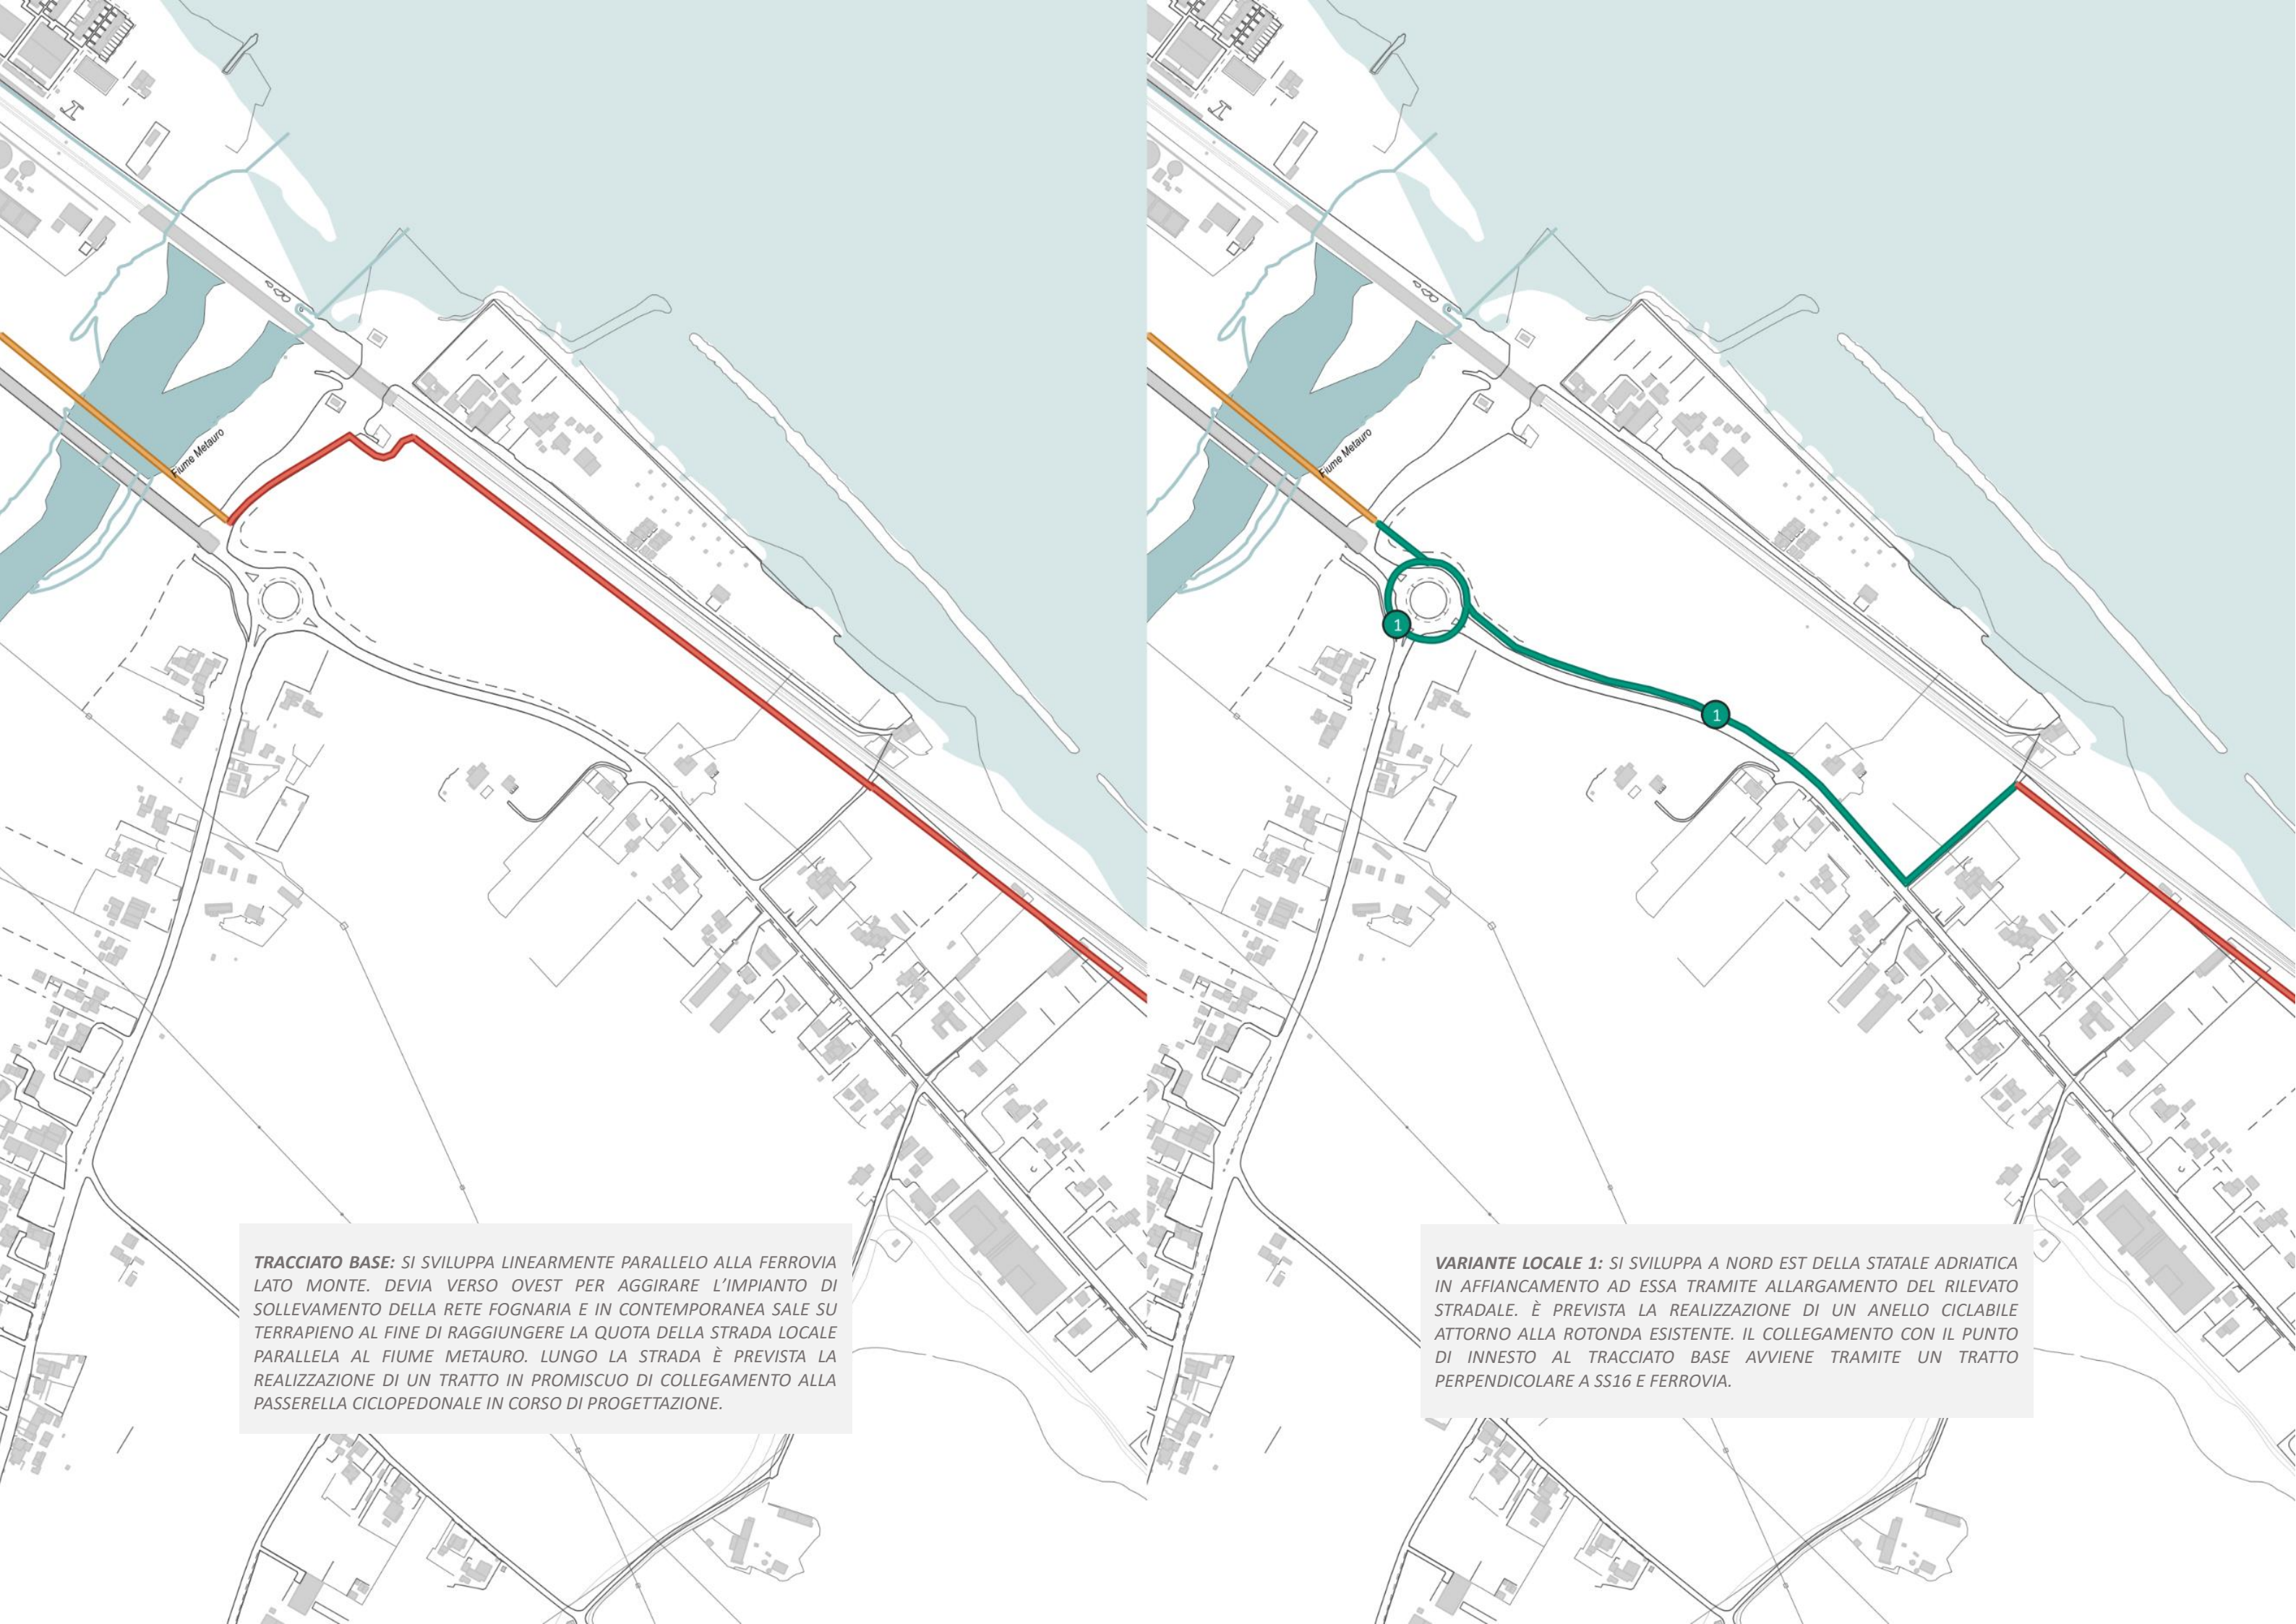 Fiume Metauro
TRACCIATO BASE: SI SVILUPPA LINEARMENTE PARALLELO ALLA FERROVIA
LATO MONTE. DEVIA VERSO OVEST PER AGGIRARE L'IMPIANTO DI
SOLLEVAMENTO DELLA RETE FOGNARIA E IN CONTEMPORANEA SALE SU
TERRAPIENO AL FINE DI RAGGIUNGERE LA QUOTA DELLA STRADA LOCALE
PARALLELA AL FIUME METAURO. LUNGO LA STRADA È PREVISTA LA
REALIZZAZIONE DI UN TRATTO IN PROMISCUO DI COLLEGAMENTO ALLA
PASSERELLA CICLOPEDONALE IN CORSO DI PROGETTAZIONE.
Fiume Metauro
1
1
VARIANTE LOCALE 1: SI SVILUPPA A NORD EST DELLA STATALE ADRIATICA
IN AFFIANCAMENTO AD ESSA TRAMITE ALLARGAMENTO DEL RILEVATO
STRADALE. È PREVISTA LA REALIZZAZIONE DI UN ANELLO CICLABILE
ATTORNO ALLA ROTONDA ESISTENTE. IL COLLEGAMENTO CON IL PUNTO
DI INNESTO AL TRACCIATO BASE AVVIENE TRAMITE UN TRATTO
PERPENDICOLARE A SS16 E FERROVIA.